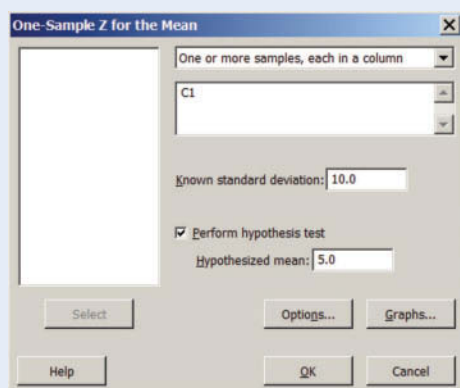 One-Sample Z for the Mean
One or more samples, each in a column
C1
Known standard deviation: 10.0
Perform hypothesis test
Hypothesized mean: 5.0
Select
Options...
Graphs...
Help
OK
Cancel